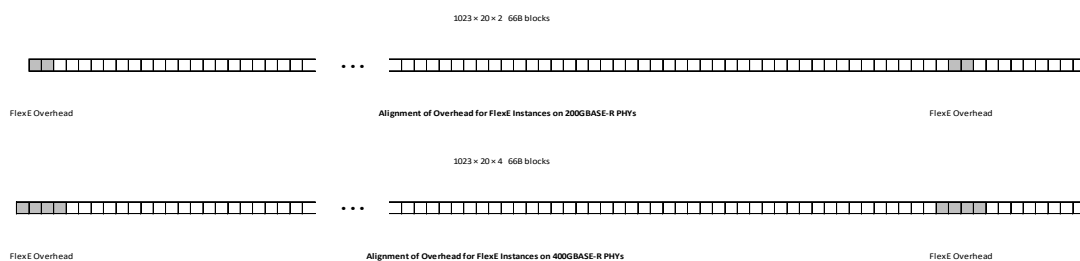 1023 × 20 × 2 66B blocks
• • •
FlexE Overhead
Alignment of Overhead for FlexE Instances on 200GBASE-R PHYs
FlexE Overhead
1023 × 20 × 4 66B blocks
• • •
FlexE Overhead
Alignment of Overhead for FlexE Instances on 400GBASE-R PHYs
FlexE Overhead